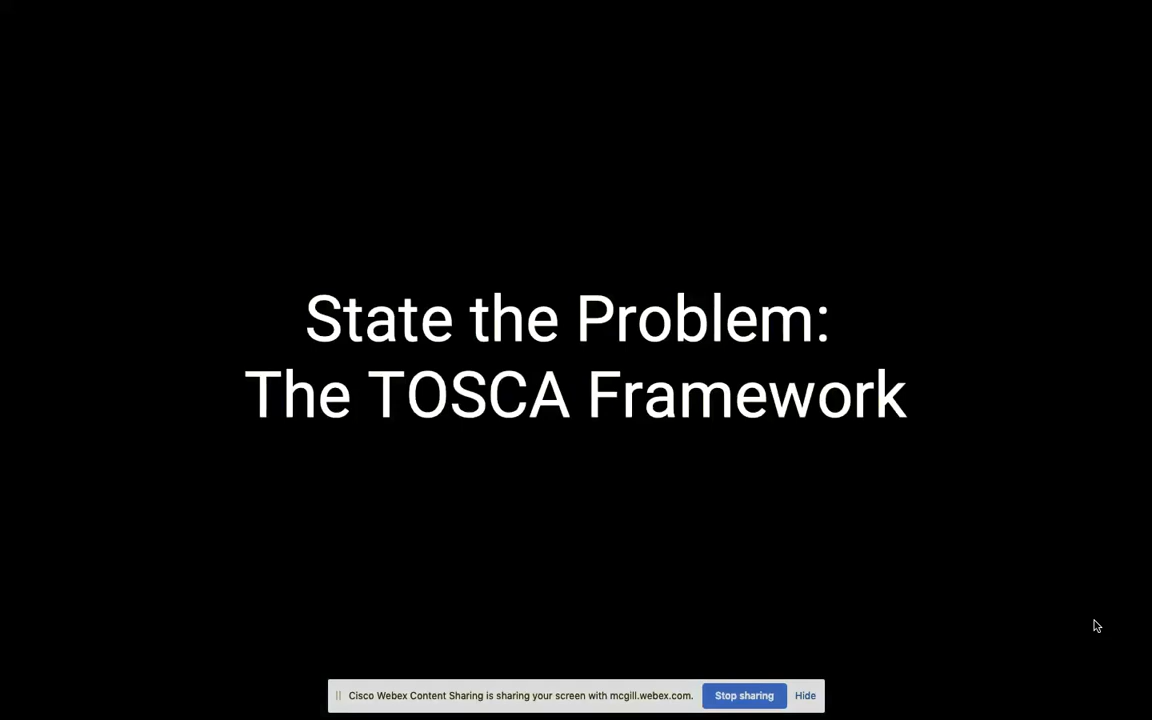 State the Problem:
The TOSCA Framework
Cisco Webex Content Sharing is sharing your screen with mcgill.webex.com. Stop sharing Hide